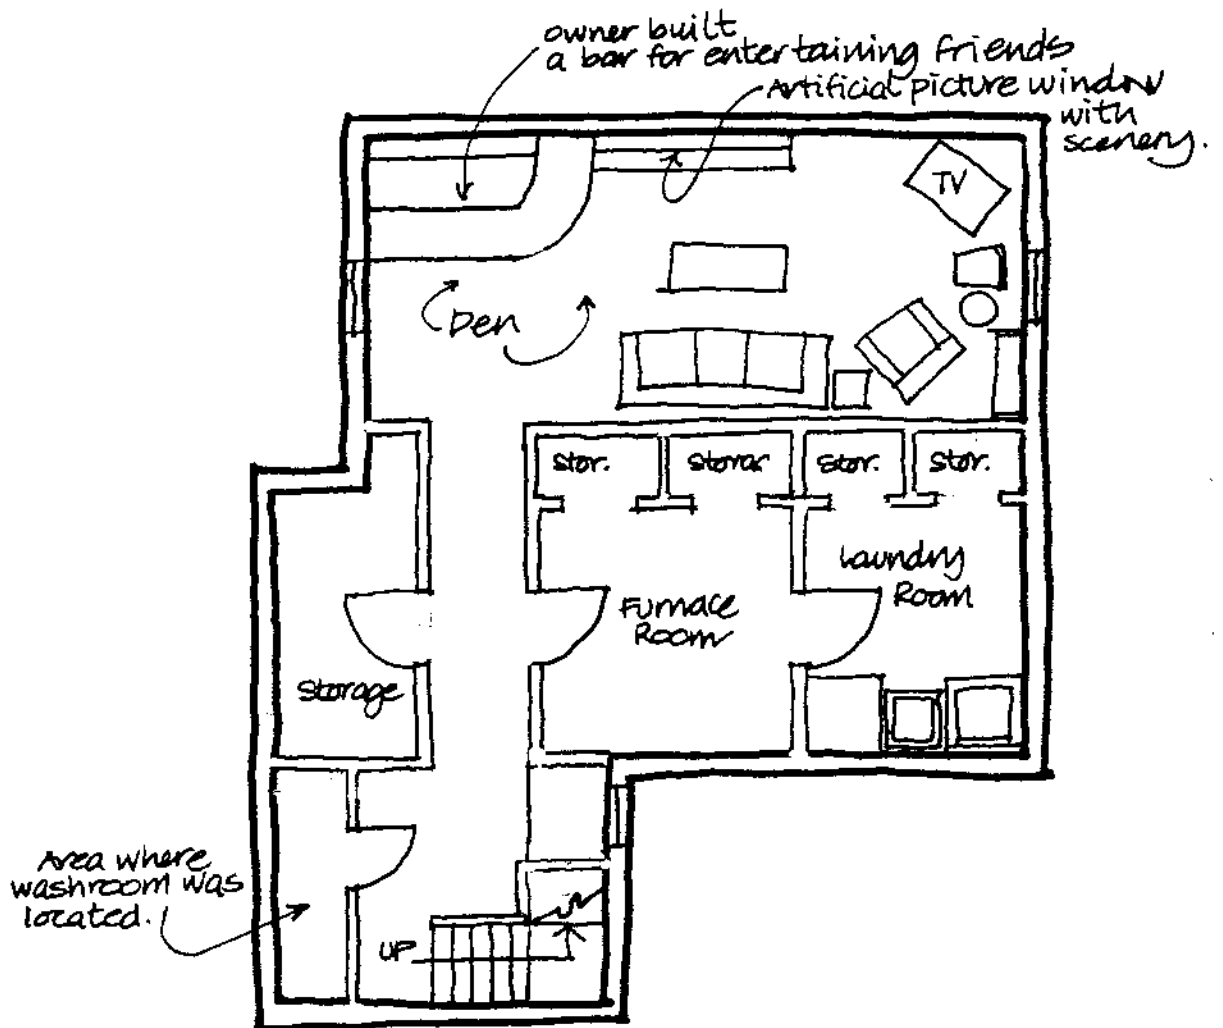 owner built
a bar for entertaining friends
Artificial picture window
with
scenery.
TV
Den
Stor.
Storar
Stor.
Stor.
Laundry
Room
Furnace
Room
Storage
Area where
washroom was
located.
UP